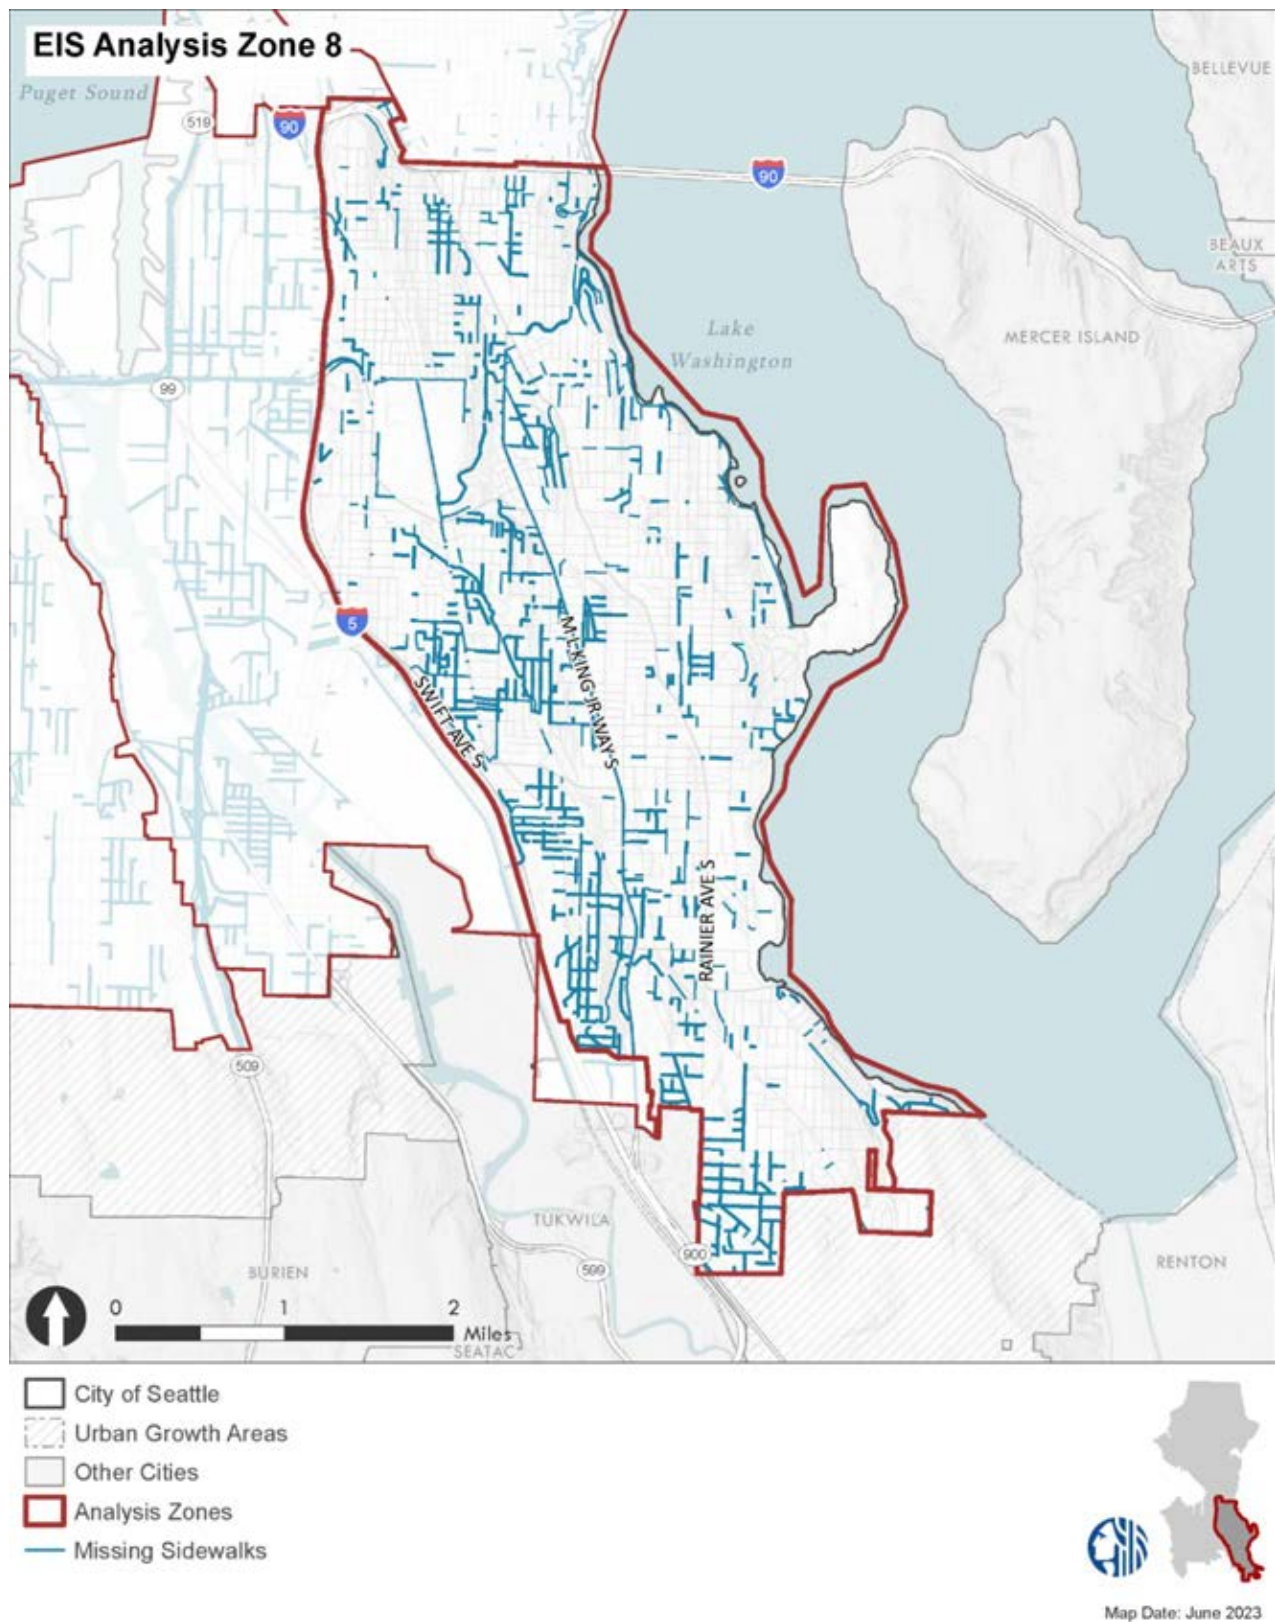 EIS Analysis Zone 8
BELLEVUE
Puget Sound
519
90
90
BEAUX
ARTS
Lake
Washington
MERCER ISLAND
99
5
M L KING JR WAY S
SWIFT AVE S
RAINIER AVE S
509
TUKWILA
900
599
BURIEN
RENTON
0 1 2
Miles
SEATAC
City of Seattle
Urban Growth Areas
Other Cities
Analysis Zones
Missing Sidewalks
Map Date: June 2023